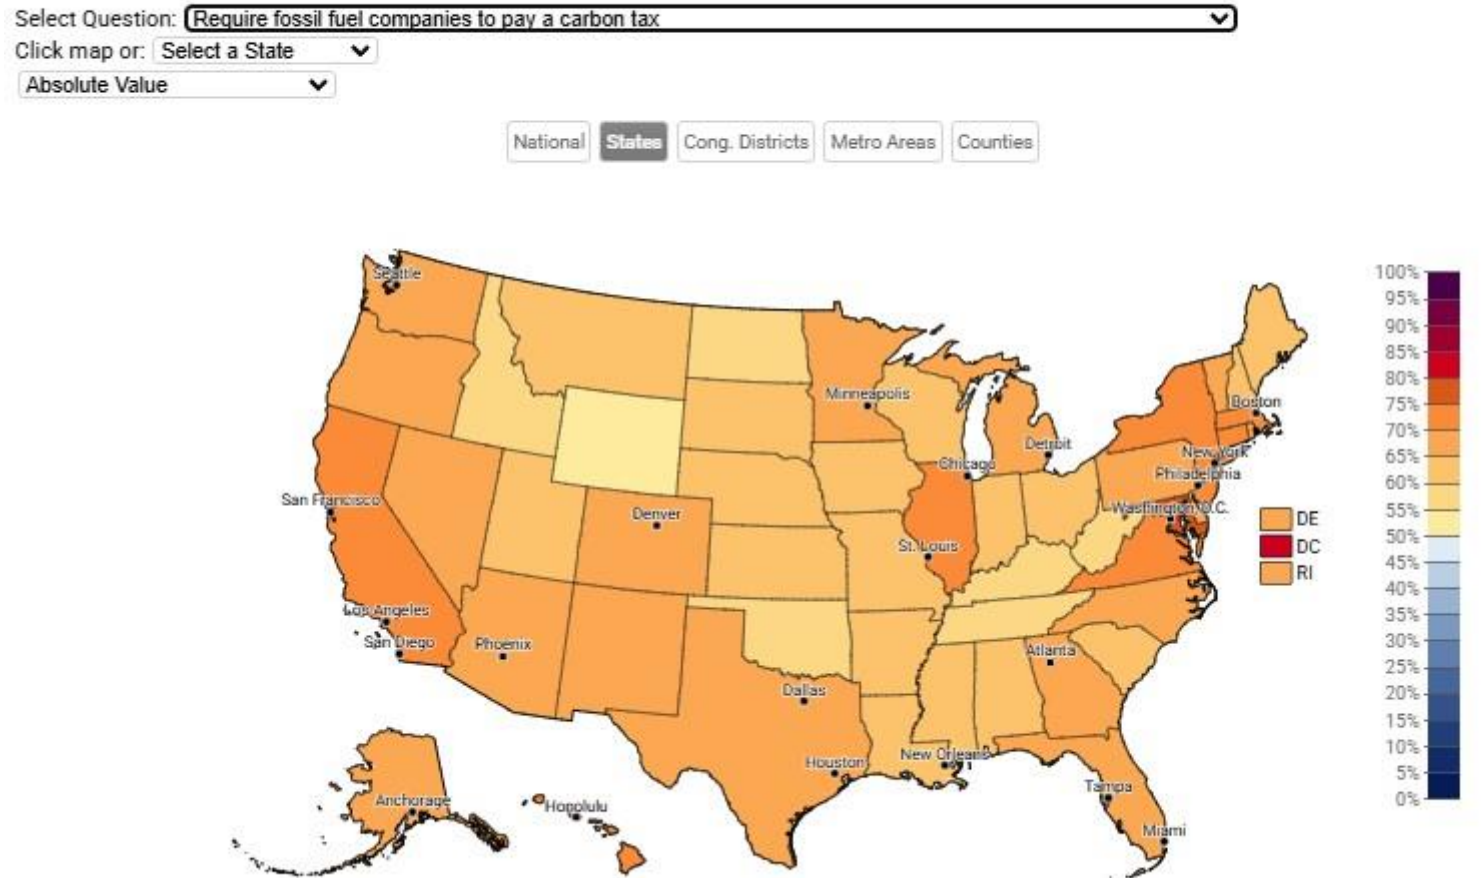 Select Question: Require fossil fuel companies to pay a carbon tax
Click map or: Select a State
Absolute Value
National States Cong. Districts Metro Areas Counties
Seattle
Minneapolis
Boston
Detroit
New York
Chicago
Philadelphia
San Francisco
Denver
Washington, D.C.
St. Louis
Los Angeles
San Diego
Phoenix
Atlanta
Dallas
New Orleans
Houston
Tampa
Anchorage
Honolulu
Miami
DE
DC
RI
100%
95%
90%
85%
80%
75%
70%
65%
60%
55%
50%
45%
40%
35%
30%
25%
20%
15%
10%
5%
0%